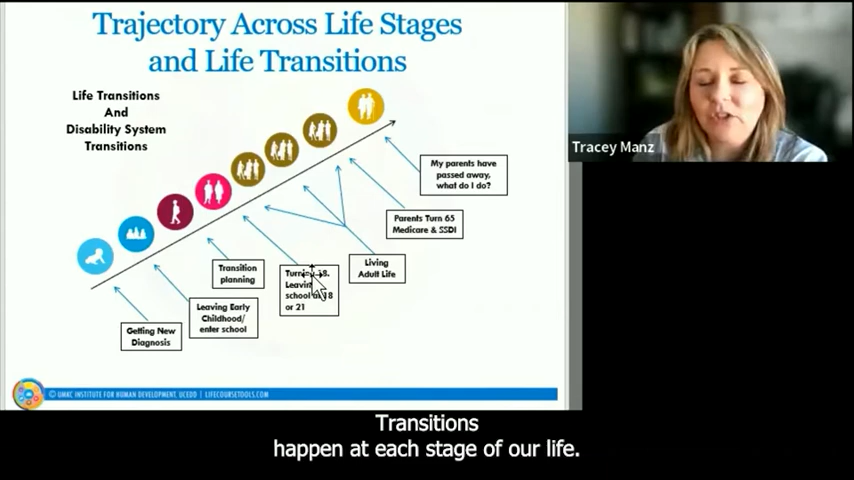 Trajectory Across Life Stages
and Life Transitions
Life Transitions
And
Disability System
Transitions
My parents have
passed away,
what do I do?
Parents Turn 65
Medicare & SSDI
Living
Adult Life
Turning 18.
Leaving
school at 18
or 21
Transition
planning
Leaving Early
Childhood/
enter school
Getting New
Diagnosis
© UMKC INSTITUTE FOR HUMAN DEVELOPMENT, UCEDD | LIFECOURSETOOLS.COM
Tracey Manz
Transitions
happen at each stage of our life.